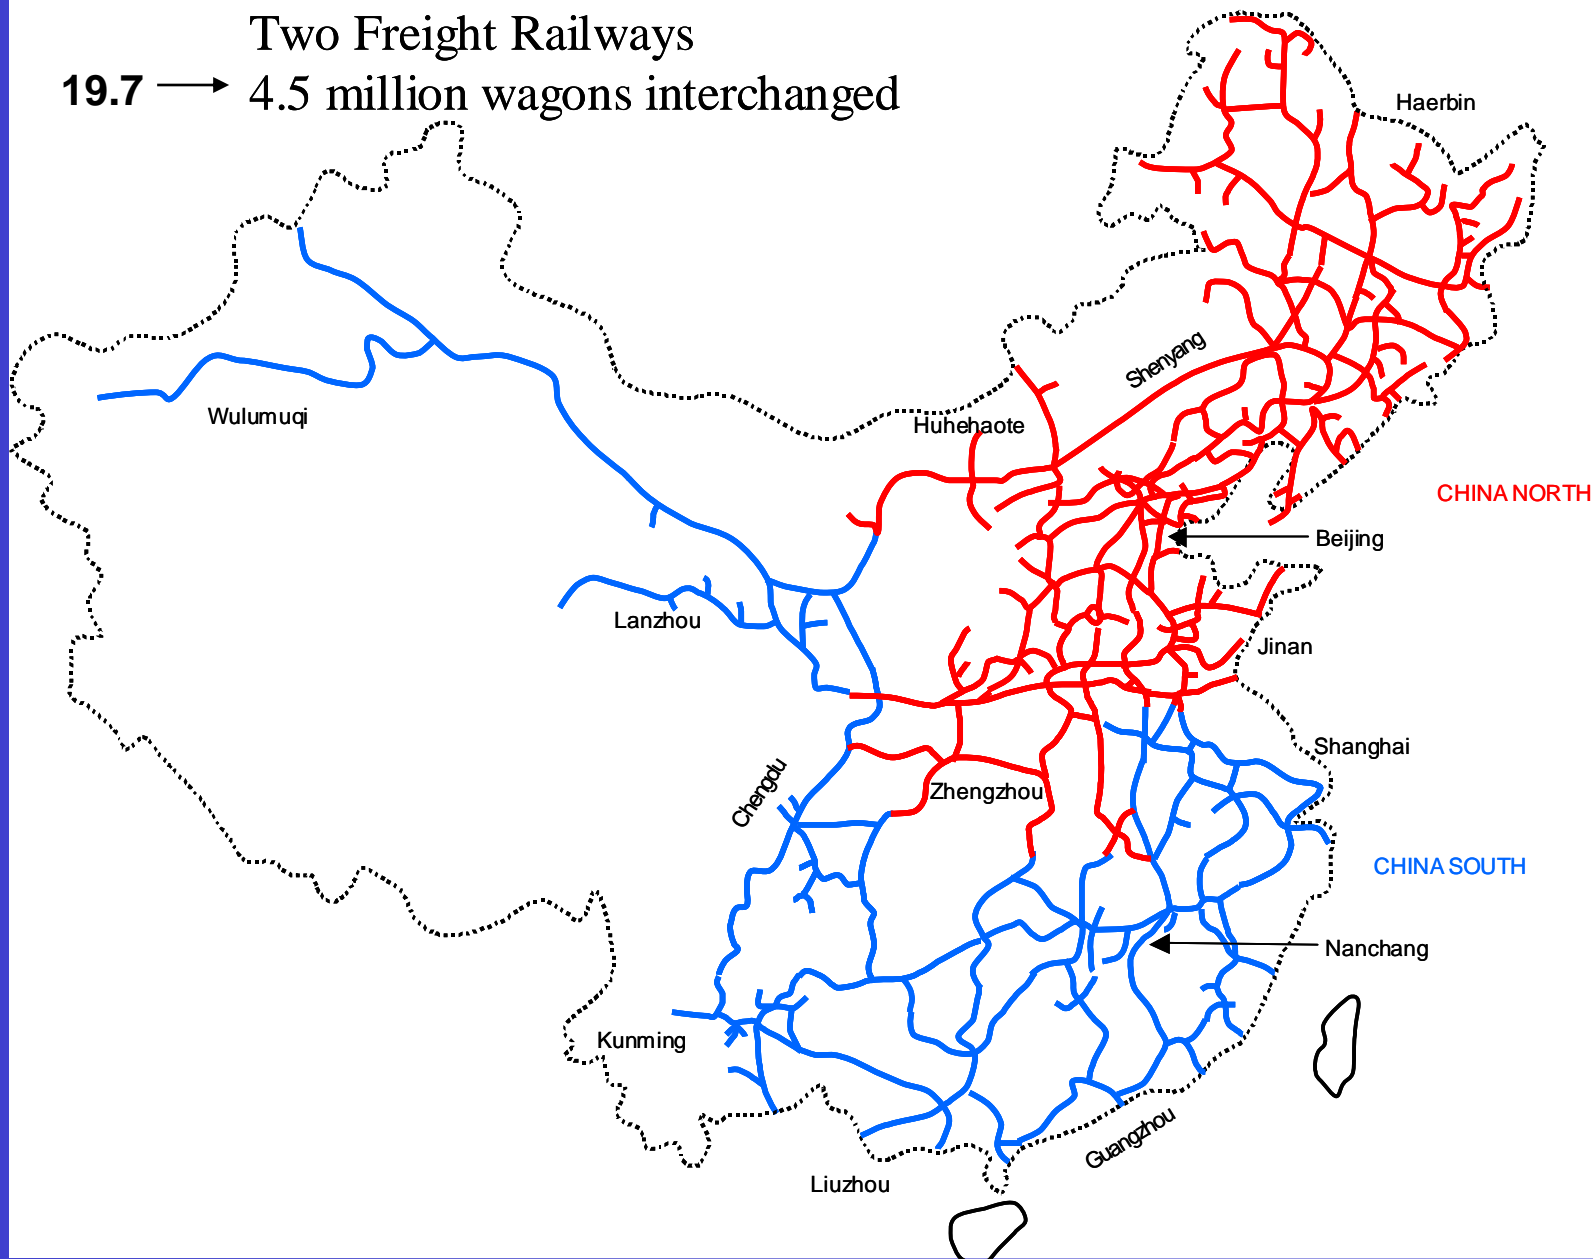 Two Freight Railways
19.7 4.5 million wagons interchanged
Haerbin
Shenyang
Wulumuqi
Huhehaote
CHINA NORTH
Beijing
Lanzhou
Jinan
Shanghai
Chengdu
Zhengzhou
CHINA SOUTH
Nanchang
Kunming
Guangzhou
Liuzhou